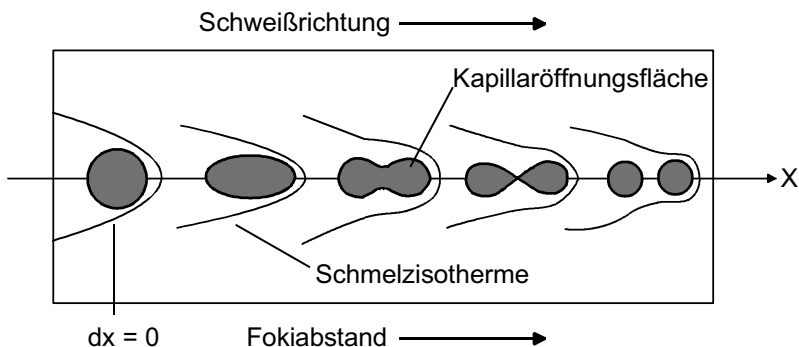 Schweißrichtung
Kapillaröffnungsfläche
X
Schmelzisotherme
dx = 0
Fokiabstand